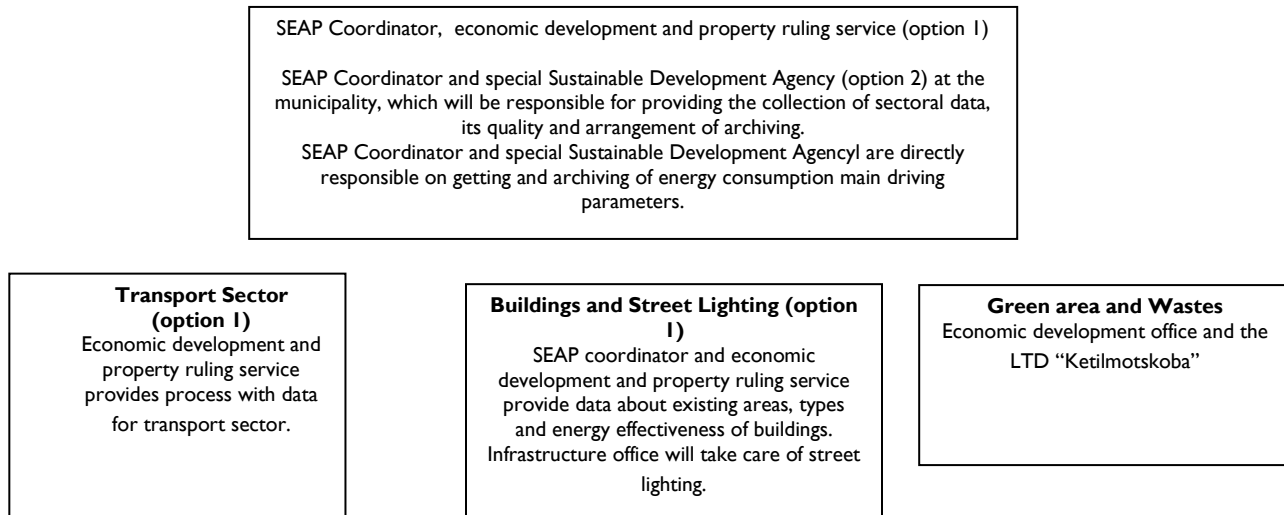 SEAP Coordinator, economic development and property ruling service (option 1)
SEAP Coordinator and special Sustainable Development Agency (option 2) at the
municipality, which will be responsible for providing the collection of sectoral data,
its quality and arrangement of archiving.
SEAP Coordinator and special Sustainable Development Agencyl are directly
responsible on getting and archiving of energy consumption main driving
parameters.
Transport Sector
(option 1)
Economic development and
property ruling service
provides process with data
for transport sector.
Buildings and Street Lighting (option
1)
SEAP coordinator and economic
development and property ruling service
provide data about existing areas, types
and energy effectiveness of buildings.
Infrastructure office will take care of street
lighting.
Green area and Wastes
Economic development office and the
LTD “Ketilmotskoba”